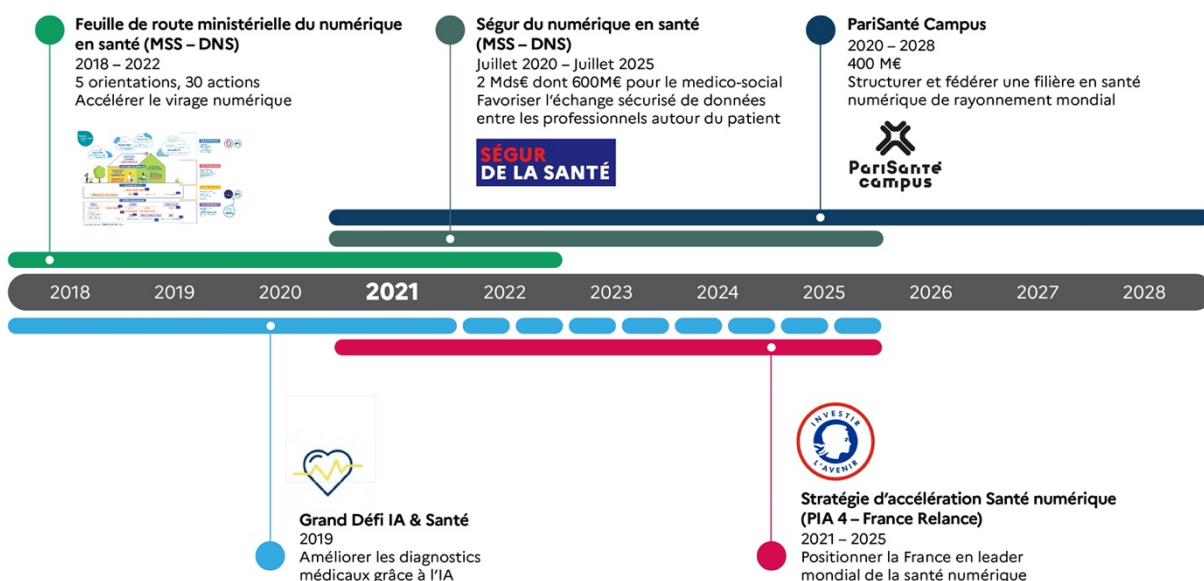 Feuille de route ministérielle du numérique
en santé (MSS – DNS)
2018 – 2022
5 orientations, 30 actions
Accélérer le virage numérique
Ségur du numérique en santé
(MSS – DNS)
Juillet 2020 – Juillet 2025
2 Mds€ dont 600M€ pour le medico-social
Favoriser l'échange sécurisé de données
entre les professionnels autour du patient
SÉGUR
DE LA SANTÉ
PariSanté Campus
2020 – 2028
400 M€
Structurer et fédérer une filière en santé
numérique de rayonnement mondial
PariSanté
campus
2018 2019 2020 2021 2022 2023 2024 2025 2026 2027 2028
Grand Défi IA & Santé
2019
Améliorer les diagnostics
médicaux grâce à l'IA
INVESTIR
L'AVENIR
Stratégie d'accélération Santé numérique
(PIA 4 – France Relance)
2021 – 2025
Positionner la France en leader
mondial de la santé numérique